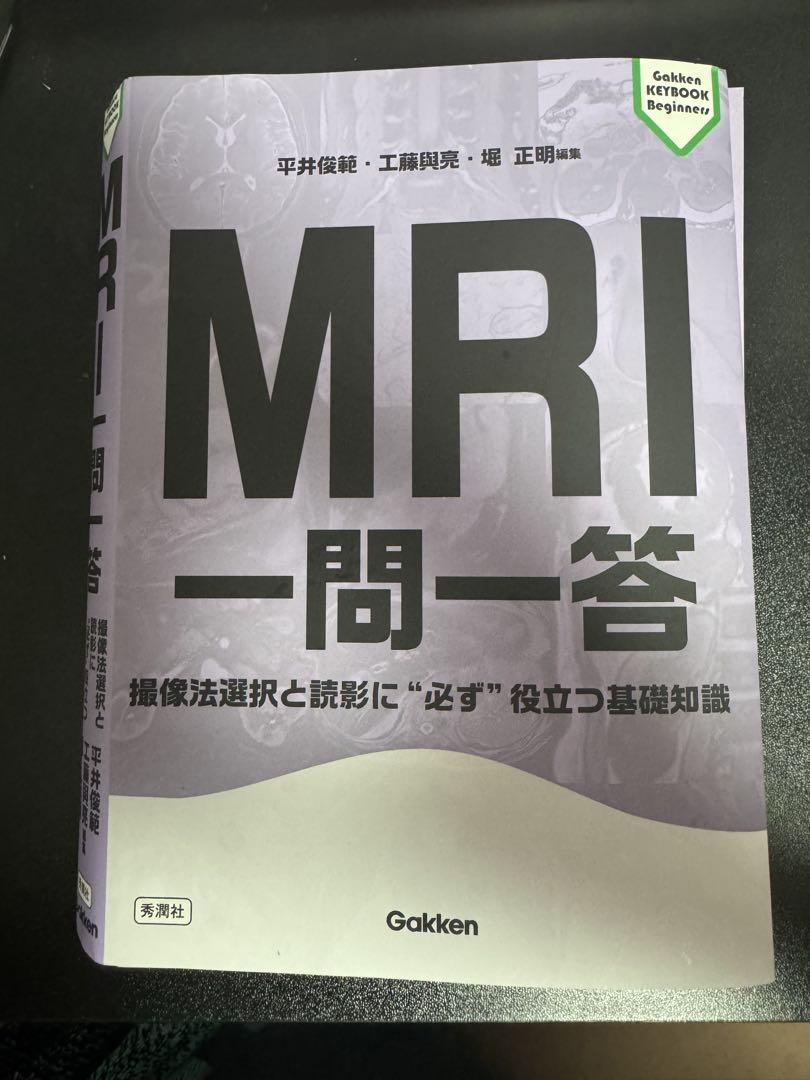 Gakken
KEYBOOK
Beginners
平井俊範・工藤與亮・堀 正明編集
MRI
一問一答
撮像法選択と読影に“必ず”役立つ基礎知識
秀潤社
Gakken
MRI一問一答
撮像法選択と
読影に
平井俊範